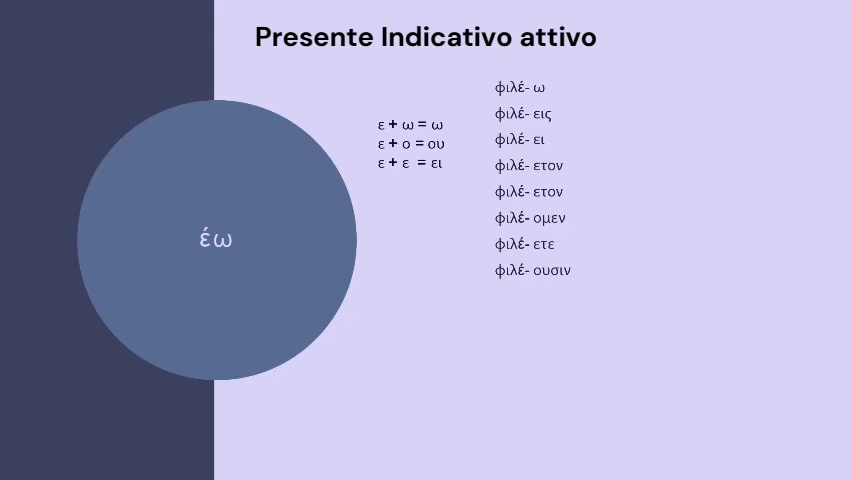 Presente Indicativo attivo
έω
ε + ω = ω
ε + ο = ου
ε + ε = ει
φιλέ- ω
φιλέ- εις
φιλέ- ει
φιλέ- ετον
φιλέ- ετον
φιλέ- ομεν
φιλέ- ετε
φιλέ- ουσιν